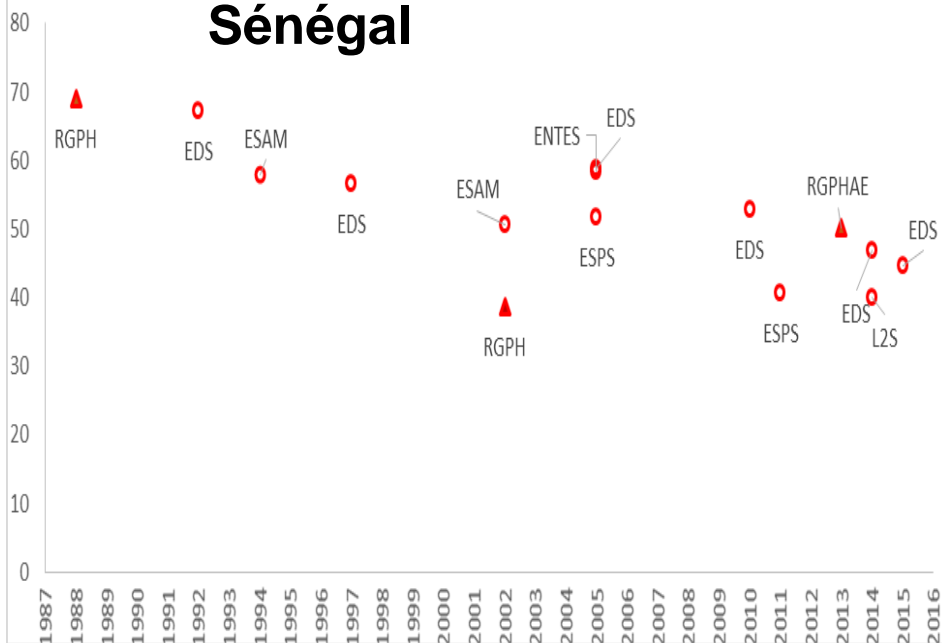 Sénégal
80
70
60
50
40
30
20
10
0
RGPH
EDS
ESAM
EDS
ESAM
RGPH
ENTES
EDS
ESPS
EDS
ESPS
RGPHAE
EDS
L2S
EDS
1987
1988
1989
1990
1991
1992
1993
1994
1995
1996
1997
1998
1999
2000
2001
2002
2003
2004
2005
2006
2007
2008
2009
2010
2011
2012
2013
2014
2015
2016